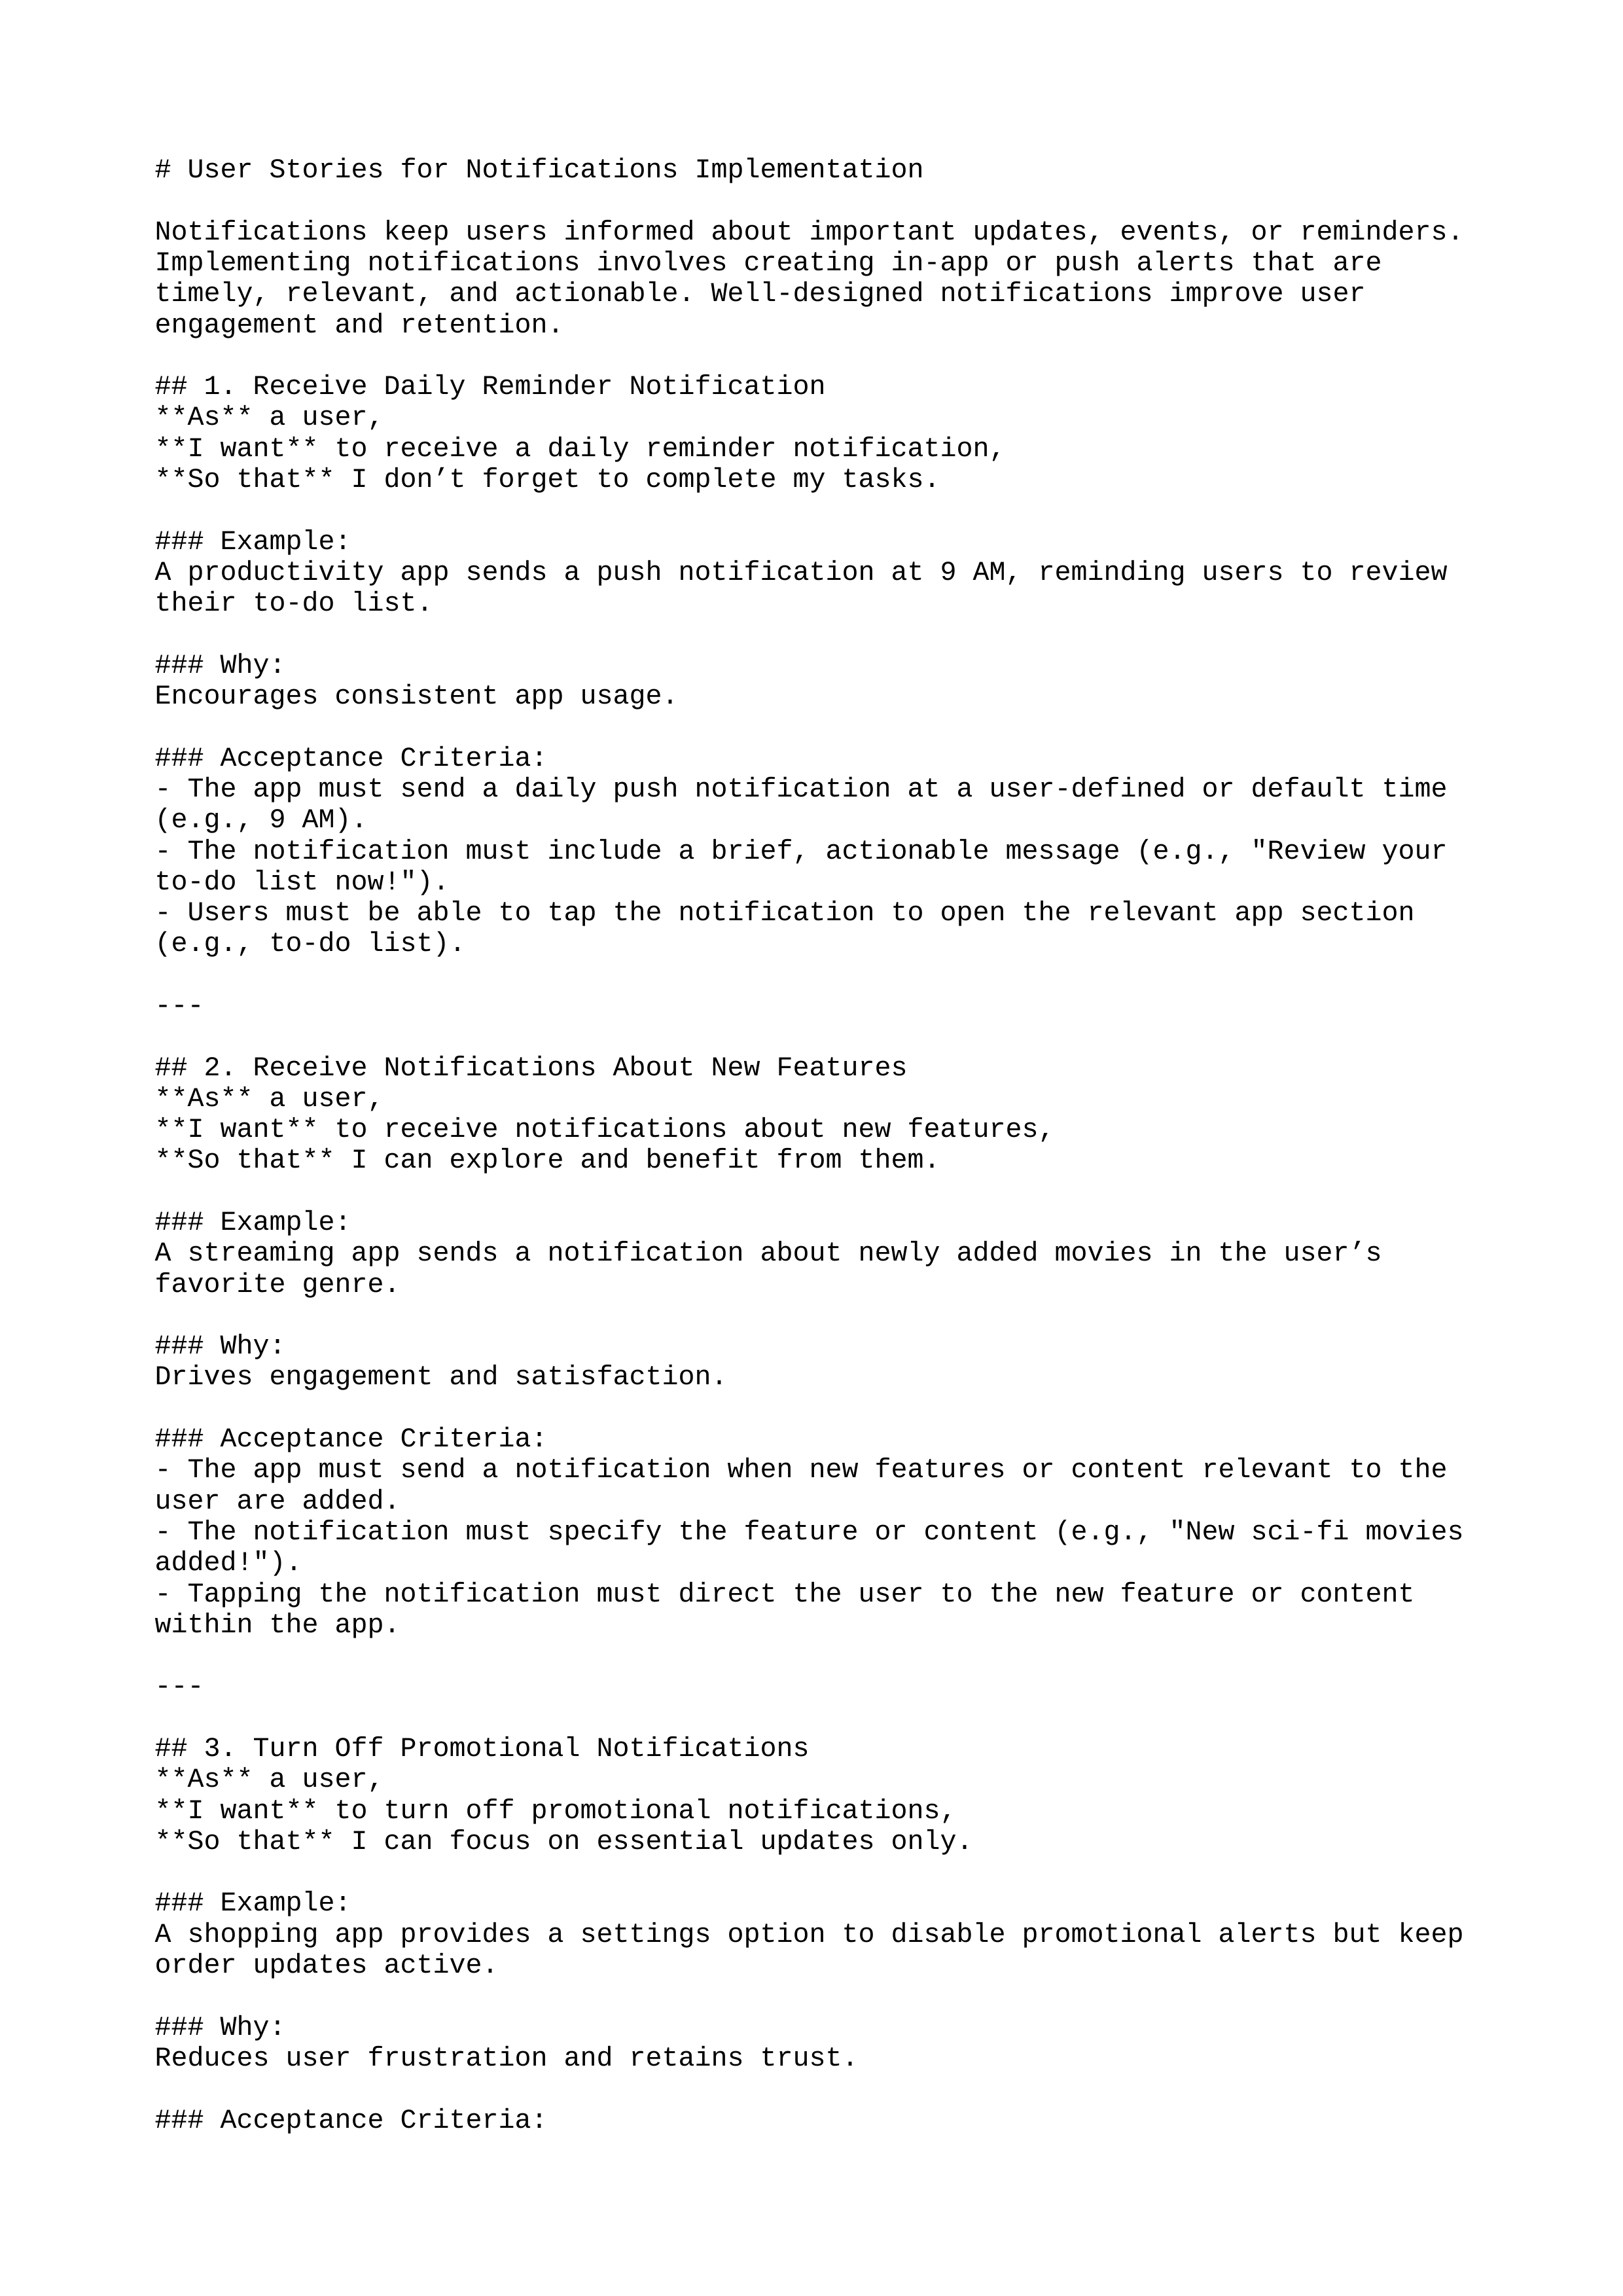 # User Stories for Notifications Implementation

Notifications keep users informed about important updates, events, or reminders.
Implementing notifications involves creating in-app or push alerts that are
timely, relevant, and actionable. Well-designed notifications improve user
engagement and retention.

## 1. Receive Daily Reminder Notification
**As** a user,
**I want** to receive a daily reminder notification,
**So that** I don’t forget to complete my tasks.

### Example:
A productivity app sends a push notification at 9 AM, reminding users to review
their to-do list.

### Why:
Encourages consistent app usage.

### Acceptance Criteria:
- The app must send a daily push notification at a user-defined or default time
(e.g., 9 AM).
- The notification must include a brief, actionable message (e.g., "Review your
to-do list now!").
- Users must be able to tap the notification to open the relevant app section
(e.g., to-do list).

---

## 2. Receive Notifications About New Features
**As** a user,
**I want** to receive notifications about new features,
**So that** I can explore and benefit from them.

### Example:
A streaming app sends a notification about newly added movies in the user’s
favorite genre.

### Why:
Drives engagement and satisfaction.

### Acceptance Criteria:
- The app must send a notification when new features or content relevant to the
user are added.
- The notification must specify the feature or content (e.g., "New sci-fi movies
added!").
- Tapping the notification must direct the user to the new feature or content
within the app.

---

## 3. Turn Off Promotional Notifications
**As** a user,
**I want** to turn off promotional notifications,
**So that** I can focus on essential updates only.

### Example:
A shopping app provides a settings option to disable promotional alerts but keep
order updates active.

### Why:
Reduces user frustration and retains trust.

### Acceptance Criteria: